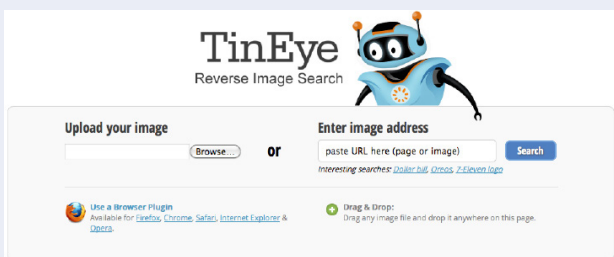 TinEye
Reverse Image Search
Upload your image
Browse...
or
Enter image address
paste URL here (page or image)
Search
Interesting searches: Dollar bill, Oreos, 7-Eleven logo
Use a Browser Plugin
Available for Firefox, Chrome, Safari, Internet Explorer &
Opera.
Drag & Drop:
Drag any image file and drop it anywhere on this page.